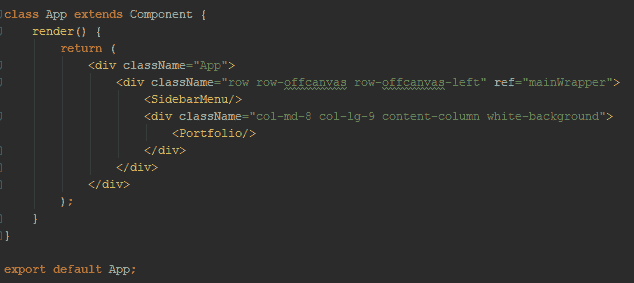 class App extends Component {
    render() {
        return (
            <div className="App">
                <div className="row row-offcanvas row-offcanvas-left" ref="mainWrapper">
                    <SidebarMenu/>
                    <div className="col-md-8 col-lg-9 content-column white-background">
                        <Portfolio/>
                    </div>
                </div>
            </div>
        );
    }
}

export default App;